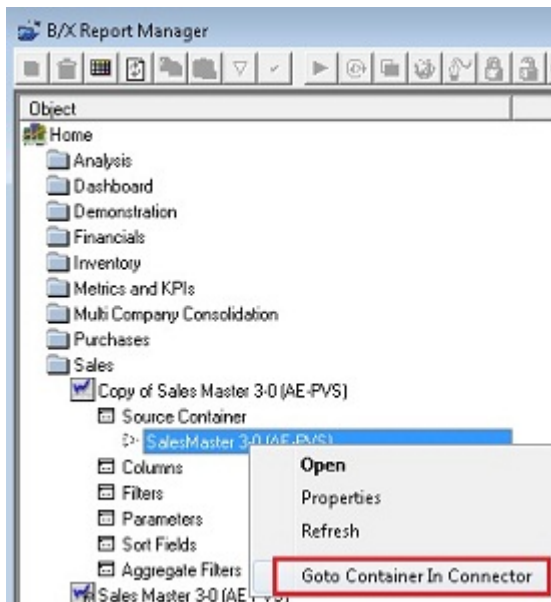 B/X Report Manager
Object
Home
Analysis
Dashboard
Demonstration
Financials
Inventory
Metrics and KPIs
Multi Company Consolidation
Purchases
Sales
Copy of Sales Master 3-0 (AE-PVS)
Source Container
SalesMaster 3-0 (AE-PVS)
Columns
Filters
Parameters
Sort Fields
Aggregate Filters
Sales Master 3-0 (AE
Open
Properties
Refresh
Goto Container In Connector